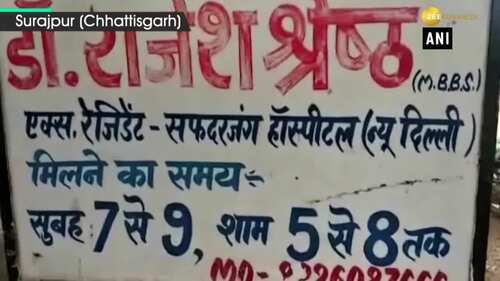 Surajpur (Chhattisgarh)
ANI
डॉ. राजेश श्रेष्ठ
(M.B.B.S.)
एक्स. रेजिडेंट - सफदरजंग हॉस्पीटल (न्यू दिल्ली)
मिलने का समय:-
सुबह 7 से 9, शाम 5 से 8 तक